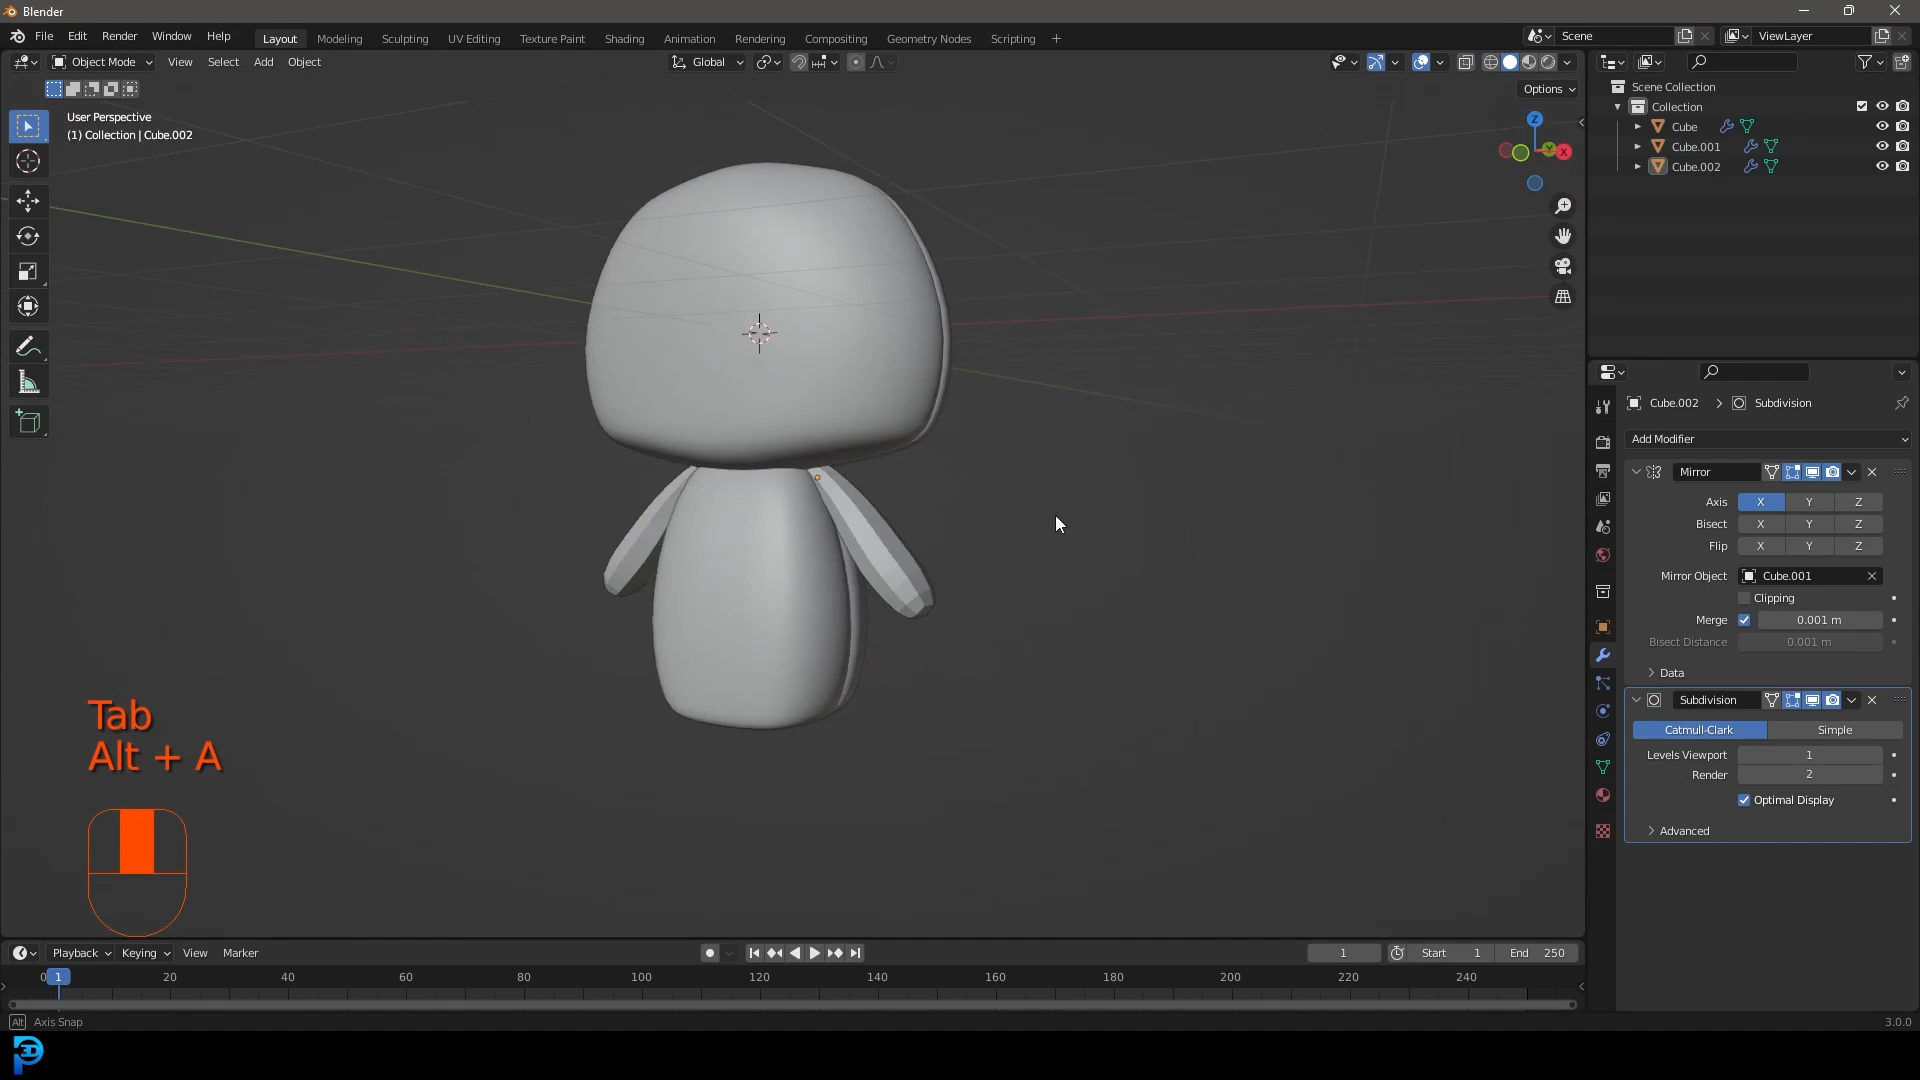 Blender
File Edit Render Window Help
Layout Modeling Sculpting UV Editing Texture Paint Shading Animation Rendering Compositing Geometry Nodes Scripting +
Scene
ViewLayer
Object Mode View Select Add Object
Global
Options
User Perspective
(1) Collection | Cube.002
Z
Y
X
Scene Collection
Collection
Cube
Cube.001
Cube.002
Cube.002 > Subdivision
Add Modifier
Mirror
Axis X Y Z
Bisect X Y Z
Flip X Y Z
Mirror Object Cube.001
Clipping
Merge 0.001 m
Bisect Distance 0.001 m
Data
Subdivision
Catmull-Clark Simple
Levels Viewport 1
Render 2
Optimal Display
Advanced
Tab
Alt + A
Playback Keying View Marker
1 Start 1 End 250
0 1 20 40 60 80 100 120 140 160 180 200 220 240
Alt Axis Snap
3.0.0
3D